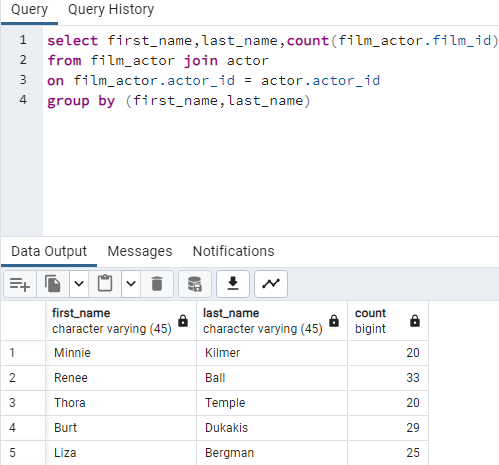 Query Query History
1 select first_name,last_name,count(film_actor.film_id)
2 from film_actor join actor
3 on film_actor.actor_id = actor.actor_id
4 group by (first_name,last_name)
Data Output Messages Notifications
first_name last_name count
character varying (45) character varying (45) bigint
1 Minnie Kilmer 20
2 Renee Ball 33
3 Thora Temple 20
4 Burt Dukakis 29
5 Liza Bergman 25